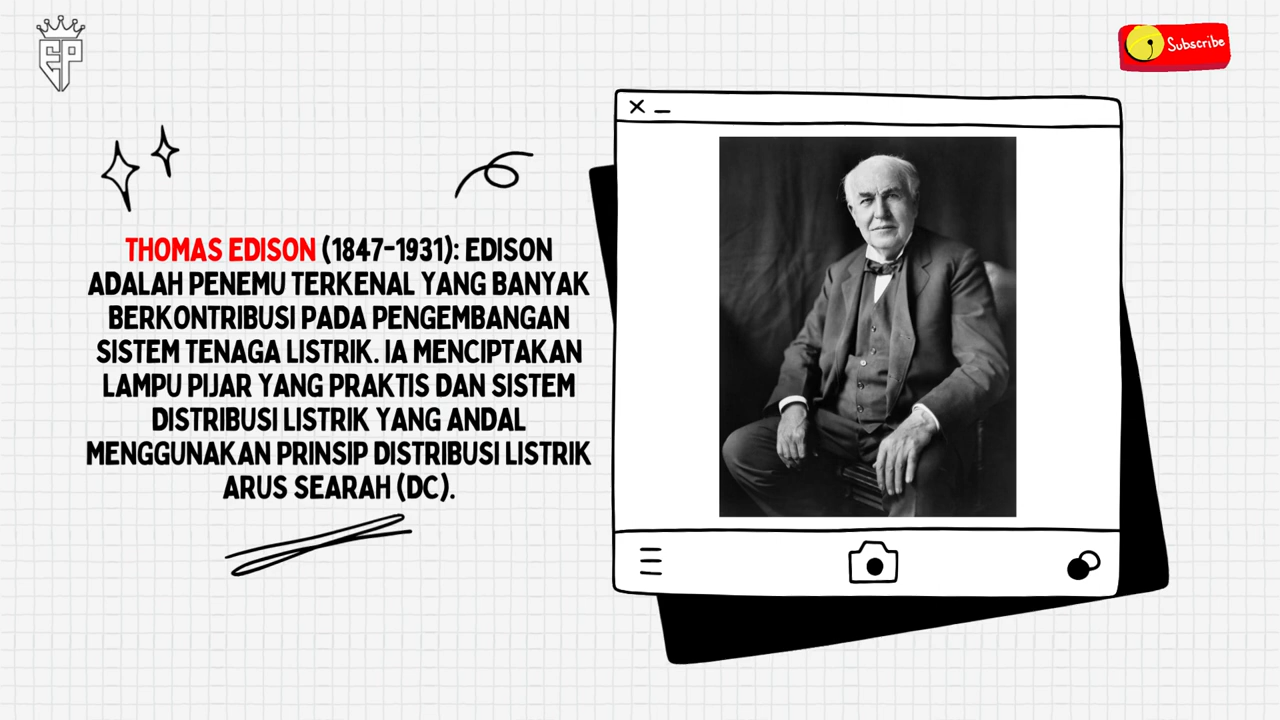 EP
Subscribe
THOMAS EDISON (1847-1931): EDISON
ADALAH PENEMU TERKENAL YANG BANYAK
BERKONTRIBUSI PADA PENGEMBANGAN
SISTEM TENAGA LISTRIK. IA MENCIPTAKAN
LAMPU PIJAR YANG PRAKTIS DAN SISTEM
DISTRIBUSI LISTRIK YANG ANDAL
MENGGUNAKAN PRINSIP DISTRIBUSI LISTRIK
ARUS SEARAH (DC).